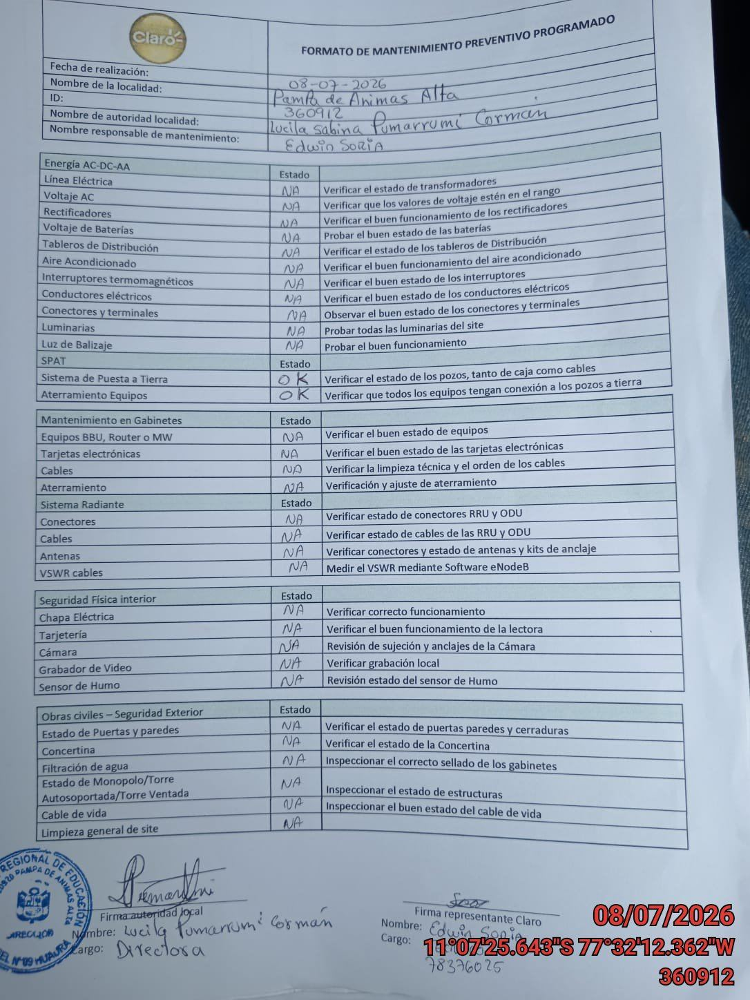 Claro
FORMATO DE MANTENIMIENTO PREVENTIVO PROGRAMADO
Fecha de realización: 08-07-2026
Nombre de la localidad: Pampa de Animas Alta
ID: 360912
Nombre de autoridad localidad: Lucila Sabina Pumarrumi Cormán
Nombre responsable de mantenimiento: Edwin SORIA
Energía AC-DC-AA Estado
Línea Eléctrica NA Verificar el estado de transformadores
Voltaje AC NA Verificar que los valores de voltaje estén en el rango
Rectificadores NA Verificar el buen funcionamiento de los rectificadores
Voltaje de Baterías NA Probar el buen estado de las baterías
Tableros de Distribución NA Verificar el estado de los tableros de Distribución
Aire Acondicionado NA Verificar el buen funcionamiento del aire acondicionado
Interruptores termomagnéticos NA Verificar el buen estado de los interruptores
Conductores eléctricos NA Verificar el buen estado de los conductores eléctricos
Conectores y terminales NA Observar el buen estado de los conectores y terminales
Luminarias NA Probar todas las luminarias del site
Luz de Balizaje NA Probar el buen funcionamiento
SPAT Estado
Sistema de Puesta a Tierra OK Verificar el estado de los pozos, tanto de caja como cables
Aterramiento Equipos OK Verificar que todos los equipos tengan conexión a los pozos a tierra
Mantenimiento en Gabinetes Estado
Equipos BBU, Router o MW NA Verificar el buen estado de equipos
Tarjetas electrónicas NA Verificar el buen estado de las tarjetas electrónicas
Cables NA Verificar la limpieza técnica y el orden de los cables
Aterramiento NA Verificación y ajuste de aterramiento
Sistema Radiante Estado
Conectores NA Verificar estado de conectores RRU y ODU
Cables NA Verificar estado de cables de las RRU y ODU
Antenas NA Verificar conectores y estado de antenas y kits de anclaje
VSWR cables NA Medir el VSWR mediante Software eNodeB
Seguridad Física interior Estado
Chapa Eléctrica NA Verificar correcto funcionamiento
Tarjetería NA Verificar el buen funcionamiento de la lectora
Cámara NA Revisión de sujeción y anclajes de la Cámara
Grabador de Video NA Verificar grabación local
Sensor de Humo NA Revisión estado del sensor de Humo
Obras civiles – Seguridad Exterior Estado
Estado de Puertas y paredes NA Verificar el estado de puertas paredes y cerraduras
Concertina NA Verificar el estado de la Concertina
Filtración de agua NA Inspeccionar el correcto sellado de los gabinetes
Estado de Monopolo/Torre
Autosoportada/Torre Ventada NA Inspeccionar el estado de estructuras
Cable de vida NA Inspeccionar el buen estado del cable de vida
Limpieza general de site NA
REGIONAL DE EDUCACIÓN
PAMPA DE ANIMAS ALTA
Nº 09 HUAURA
Firma autoridad local
Nombre: Lucila Pumarrumi Cormán
Cargo: Directora
Firma representante Claro
Nombre: Edwin Soria
Cargo:
78376025
08/07/2026
11°07'25.643"S 77°32'12.362"W
360912